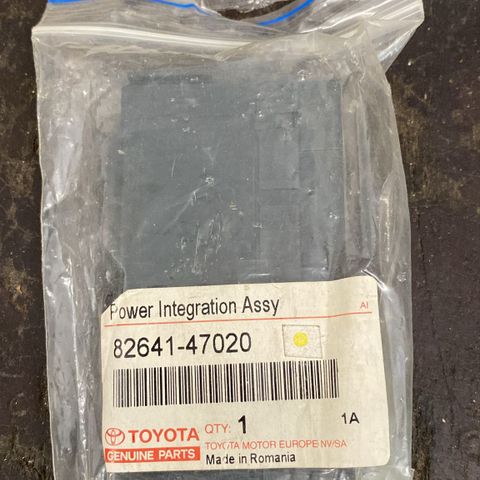 Power Integration Assy
AI
82641-47020
TOYOTA
GENUINE PARTS
QTY: 1
1A
TOYOTA MOTOR EUROPE NV/SA
Made in Romania